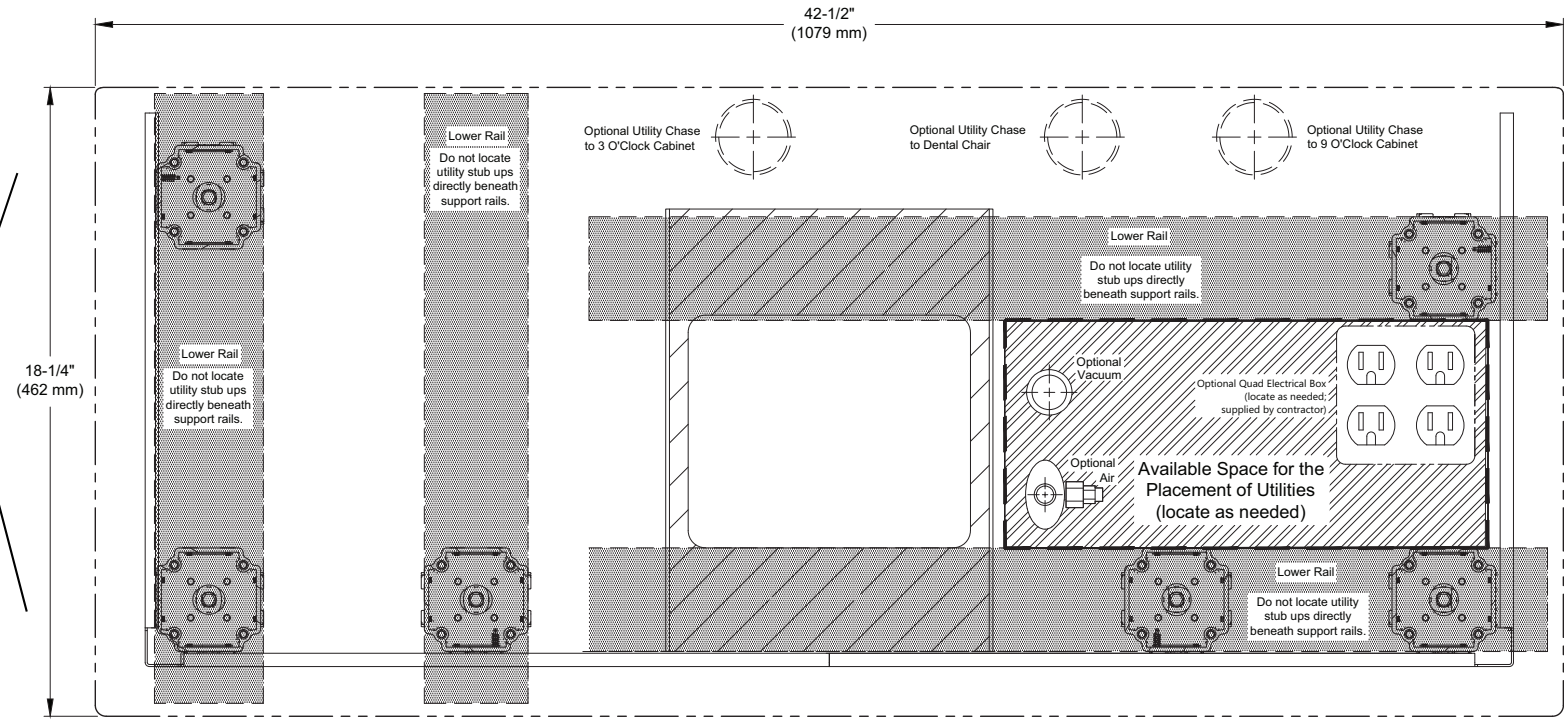 42-1/2"
(1079 mm)
18-1/4"
(462 mm)
Lower Rail
Do not locate
utility stub ups
directly beneath
support rails.
Lower Rail
Do not locate
utility stub ups
directly beneath
support rails.
Optional Utility Chase
to 3 O'Clock Cabinet
Optional Utility Chase
to Dental Chair
Optional Utility Chase
to 9 O'Clock Cabinet
Lower Rail
Do not locate utility
stub ups directly
beneath support rails.
Optional
Vacuum
Optional Quad Electrical Box
(locate as needed;
supplied by contractor)
Optional
Air
Available Space for the
Placement of Utilities
(locate as needed)
Lower Rail
Do not locate utility
stub ups directly
beneath support rails.